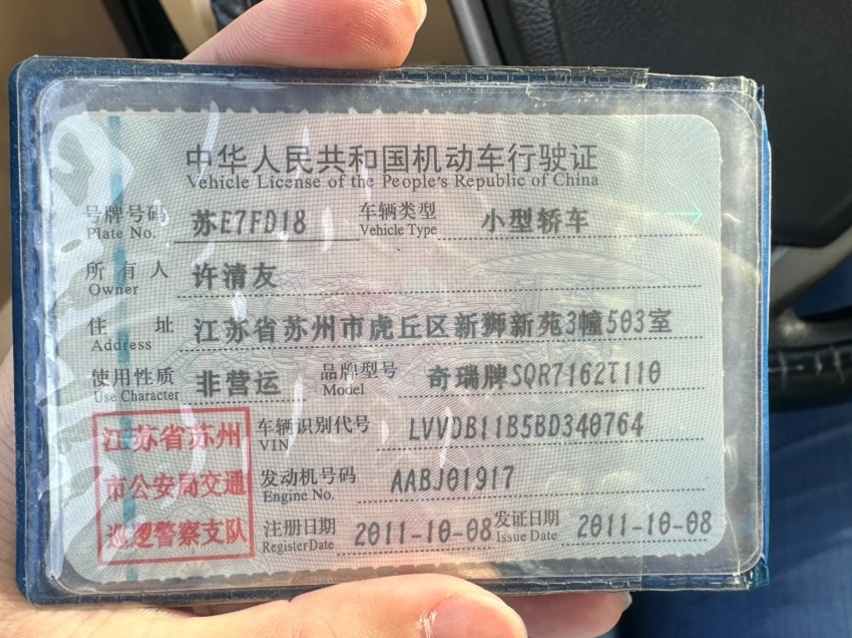 中华人民共和国机动车行驶证
Vehicle License of the People's Republic of China
号牌号码 苏E7FD18 车辆类型 小型轿车
Plate No. Vehicle Type
所有人 许清友
Owner
住址 江苏省苏州市虎丘区新狮新苑3幢503室
Address
使用性质 非营运 品牌型号 奇瑞牌SQR7162T110
Use Character Model
江苏省苏州
市公安局交通
巡逻警察支队
车辆识别代号 LVVDB11B5BD340764
VIN
发动机号码 AABJ01917
Engine No.
注册日期 2011-10-08 发证日期 2011-10-08
Register Date Issue Date